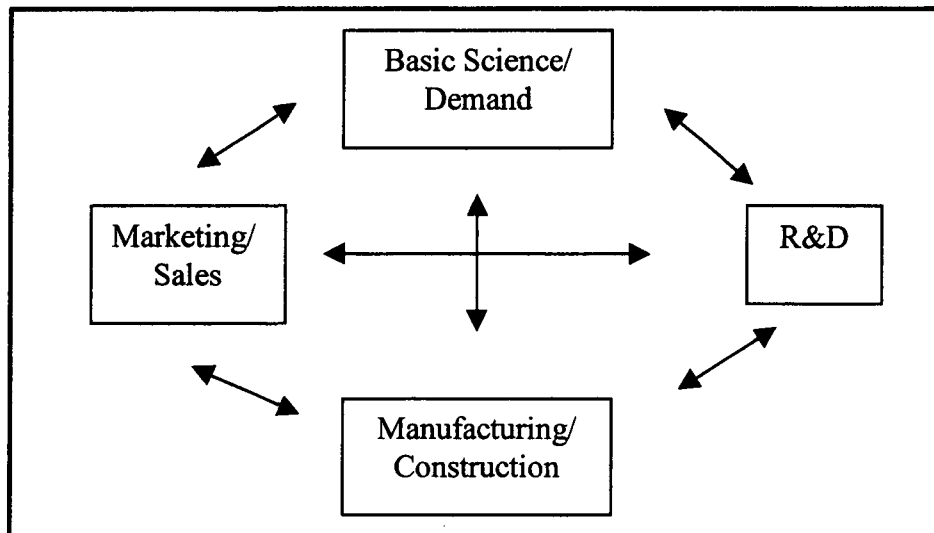 Basic Science/
Demand
Marketing/
Sales
R&D
Manufacturing/
Construction